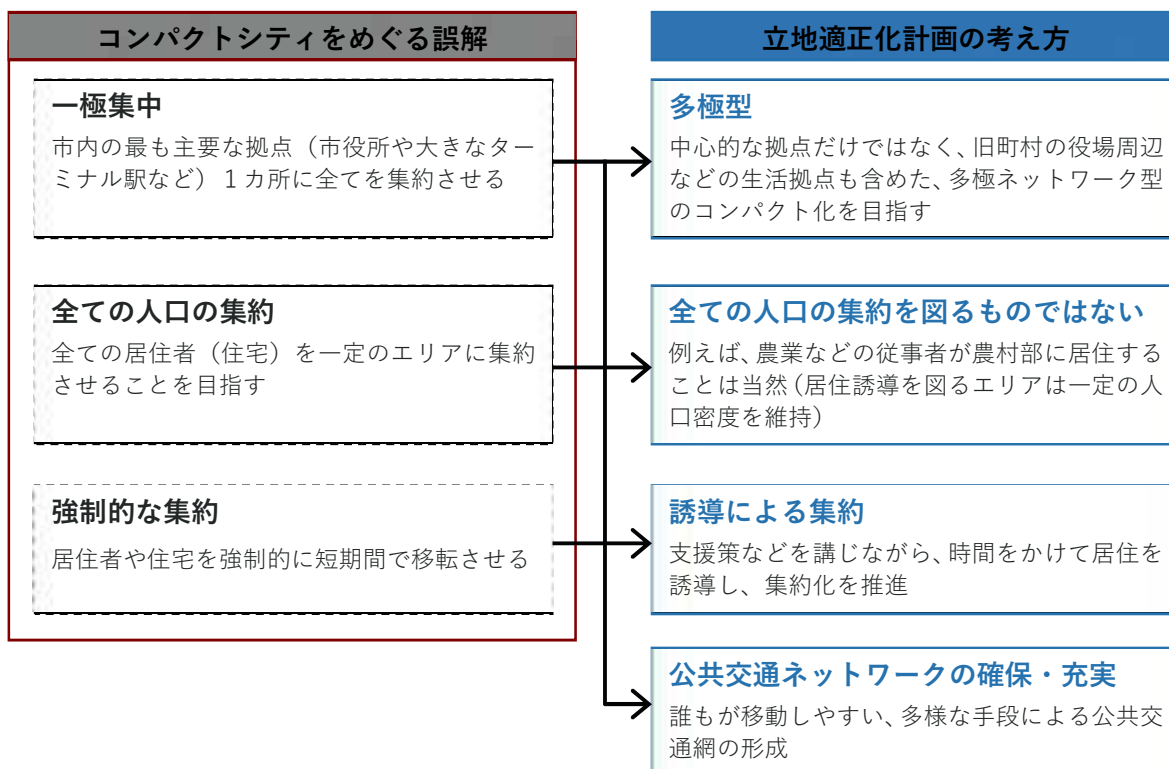 コンパクトシティをめぐる誤解
一極集中
市内の最も主要な拠点（市役所や大きなター
ミナル駅など）１カ所に全てを集約させる
全ての人口の集約
全ての居住者（住宅）を一定のエリアに集約
させることを目指す
強制的な集約
居住者や住宅を強制的に短期間で移転させる
立地適正化計画の考え方
多極型
中心的な拠点だけではなく、旧町村の役場周辺
などの生活拠点も含めた、多極ネットワーク型
のコンパクト化を目指す
全ての人口の集約を図るものではない
例えば、農業などの従事者が農村部に居住する
ことは当然（居住誘導を図るエリアは一定の人
口密度を維持）
誘導による集約
支援策などを講じながら、時間をかけて居住を
誘導し、集約化を推進
公共交通ネットワークの確保・充実
誰もが移動しやすい、多様な手段による公共交
通網の形成